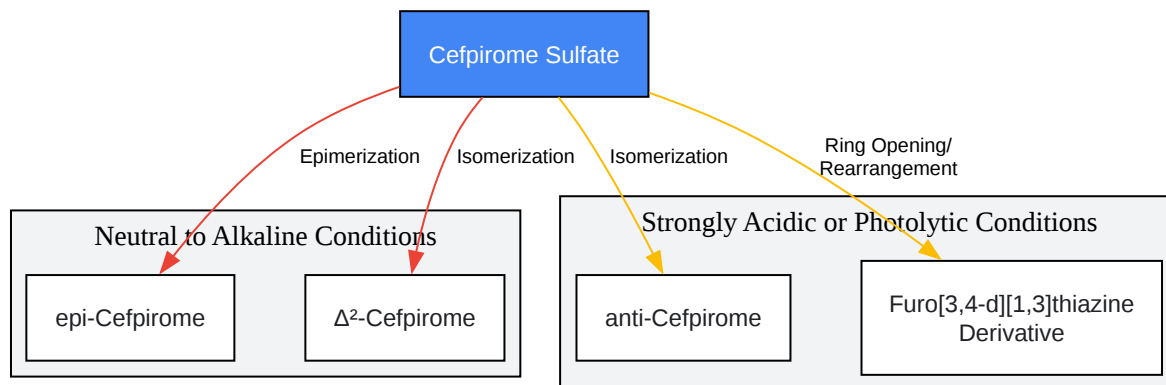 Cefpirome Sulfate
Epimerization
Isomerization
Isomerization
Ring Opening/
Rearrangement
Neutral to Alkaline Conditions
Strongly Acidic or Photolytic Conditions
epi-Cefpirome
Δ²-Cefpirome
anti-Cefpirome
Furo[3,4-d][1,3]thiazine
Derivative